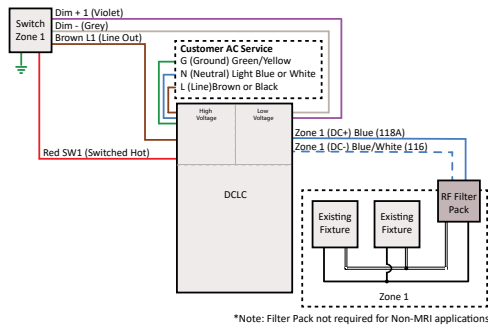 Switch
Zone 1
Dim + 1 (Violet)
Dim - (Grey)
Brown L1 (Line Out)
Customer AC Service
G (Ground) Green/Yellow
N (Neutral) Light Blue or White
L (Line)Brown or Black
High
Voltage
Low
Voltage
Red SW1 (Switched Hot)
DCLC
Zone 1 (DC+) Blue (118A)
Zone 1 (DC-) Blue/White (116)
RF Filter
Pack
Existing
Fixture
Existing
Fixture
Zone 1
*Note: Filter Pack not required for Non-MRI applications